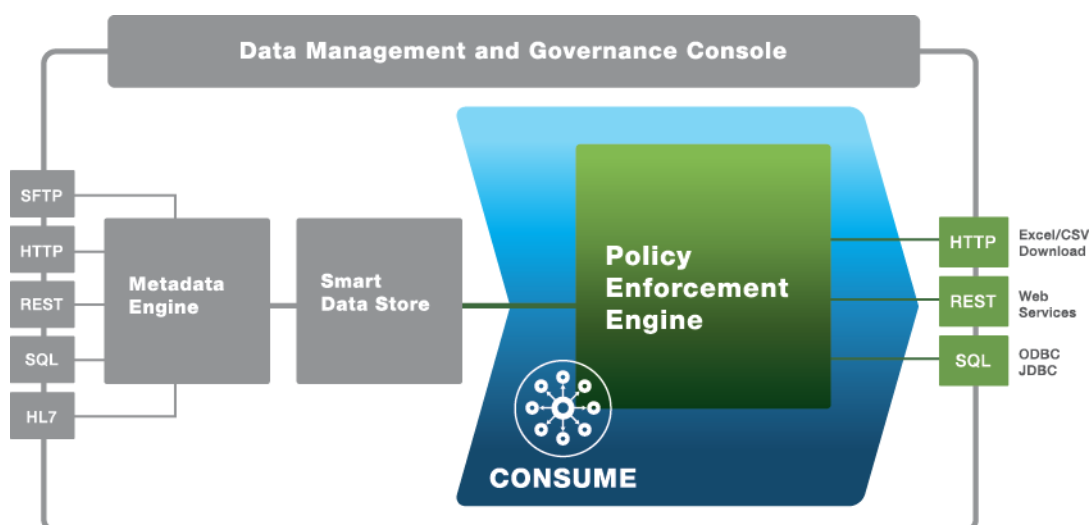 Data Management and Governance Console
SFTP
HTTP
REST
SQL
HL7
Metadata
Engine
Smart
Data Store
Policy
Enforcement
Engine
CONSUME
HTTP
Excel/CSV
Download
REST
Web
Services
SQL
ODBC
JDBC